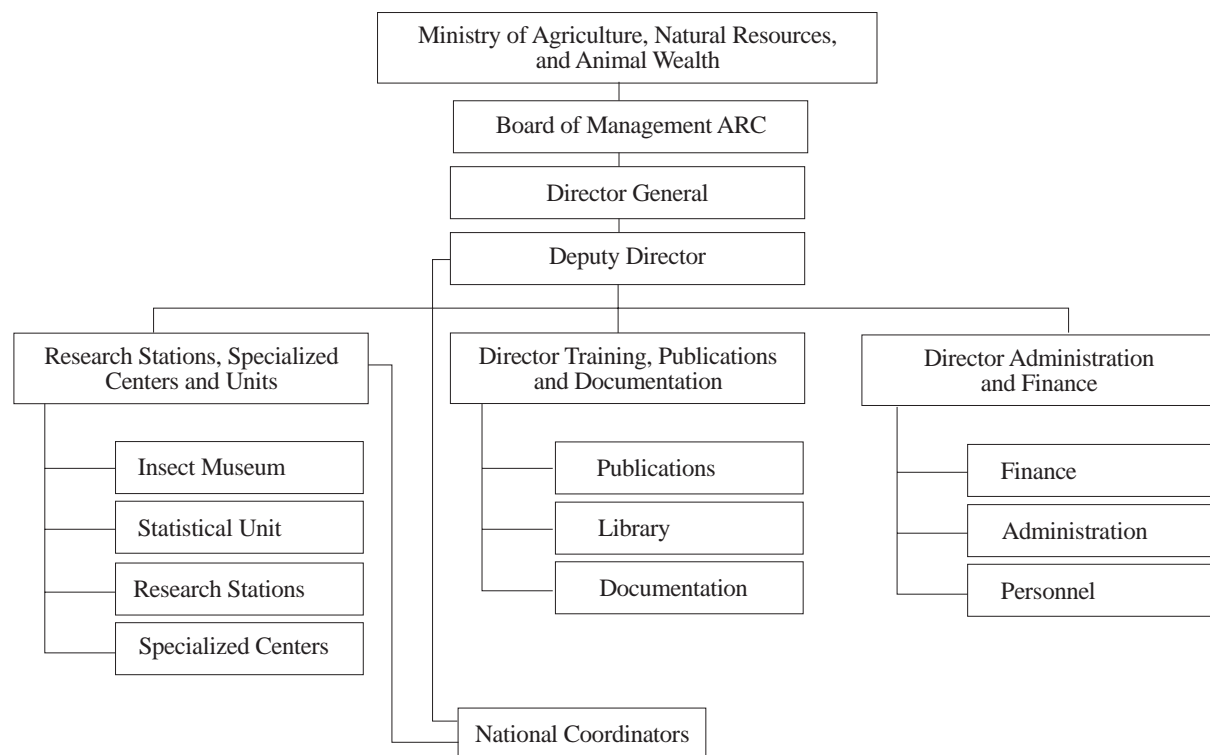 Ministry of Agriculture, Natural Resources,
and Animal Wealth
Board of Management ARC
Director General
Deputy Director
Research Stations, Specialized
Centers and Units
Insect Museum
Statistical Unit
Research Stations
Specialized Centers
Director Training, Publications
and Documentation
Publications
Library
Documentation
Director Administration
and Finance
Finance
Administration
Personnel
National Coordinators